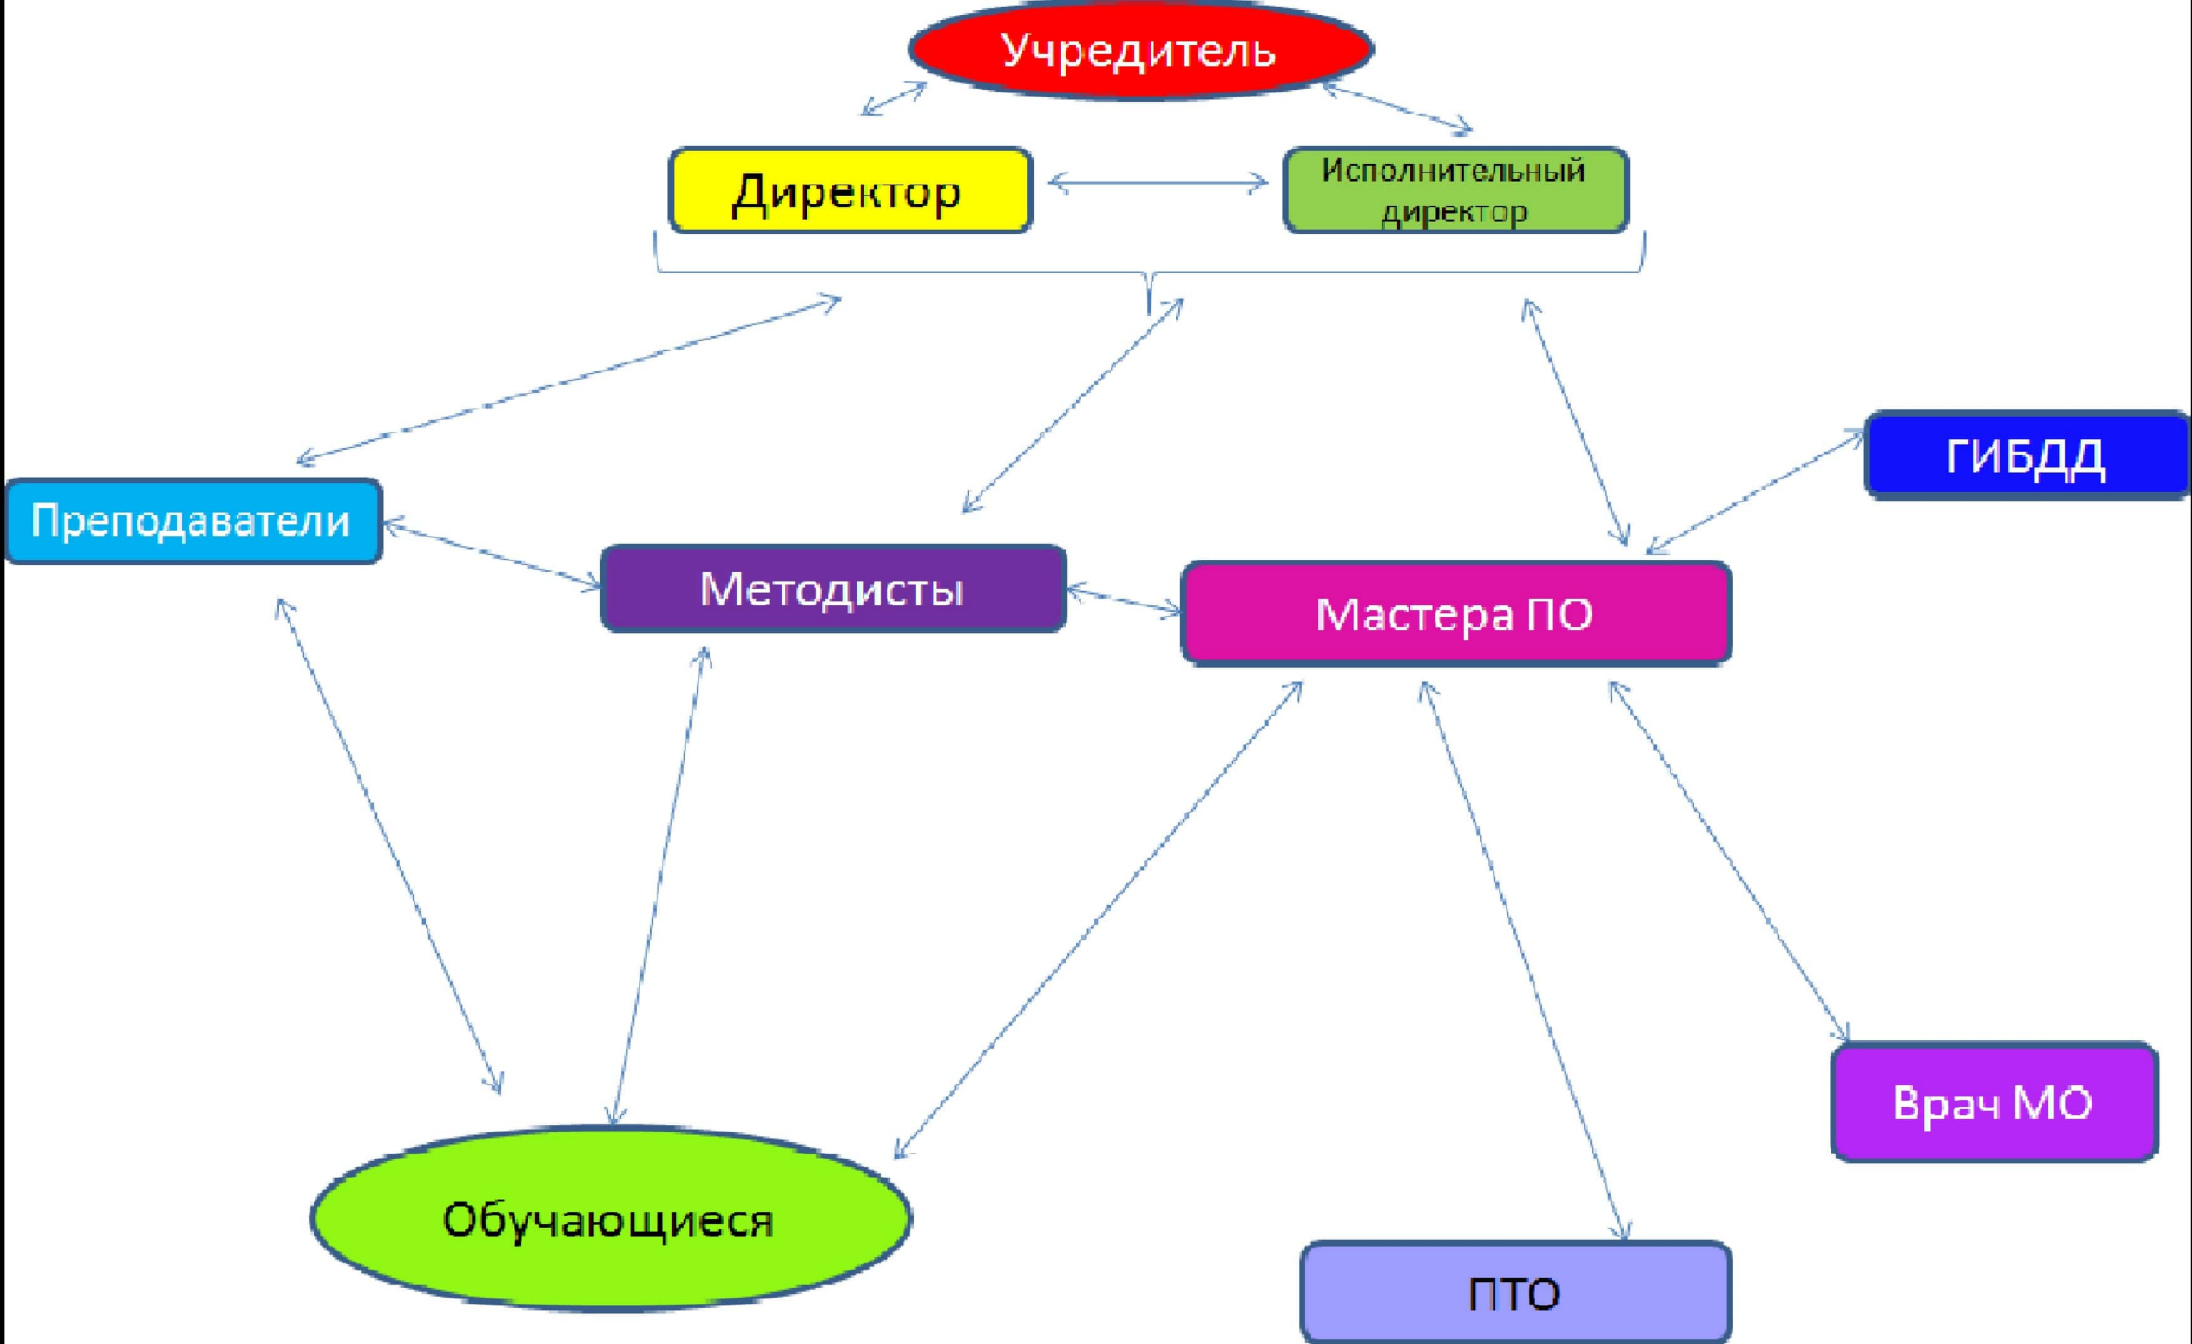 Учредитель
Директор
Исполнительный
директор
ГИБДД
Преподаватели
Методисты
Мастера ПО
Врач МО
Обучающиеся
ПТО